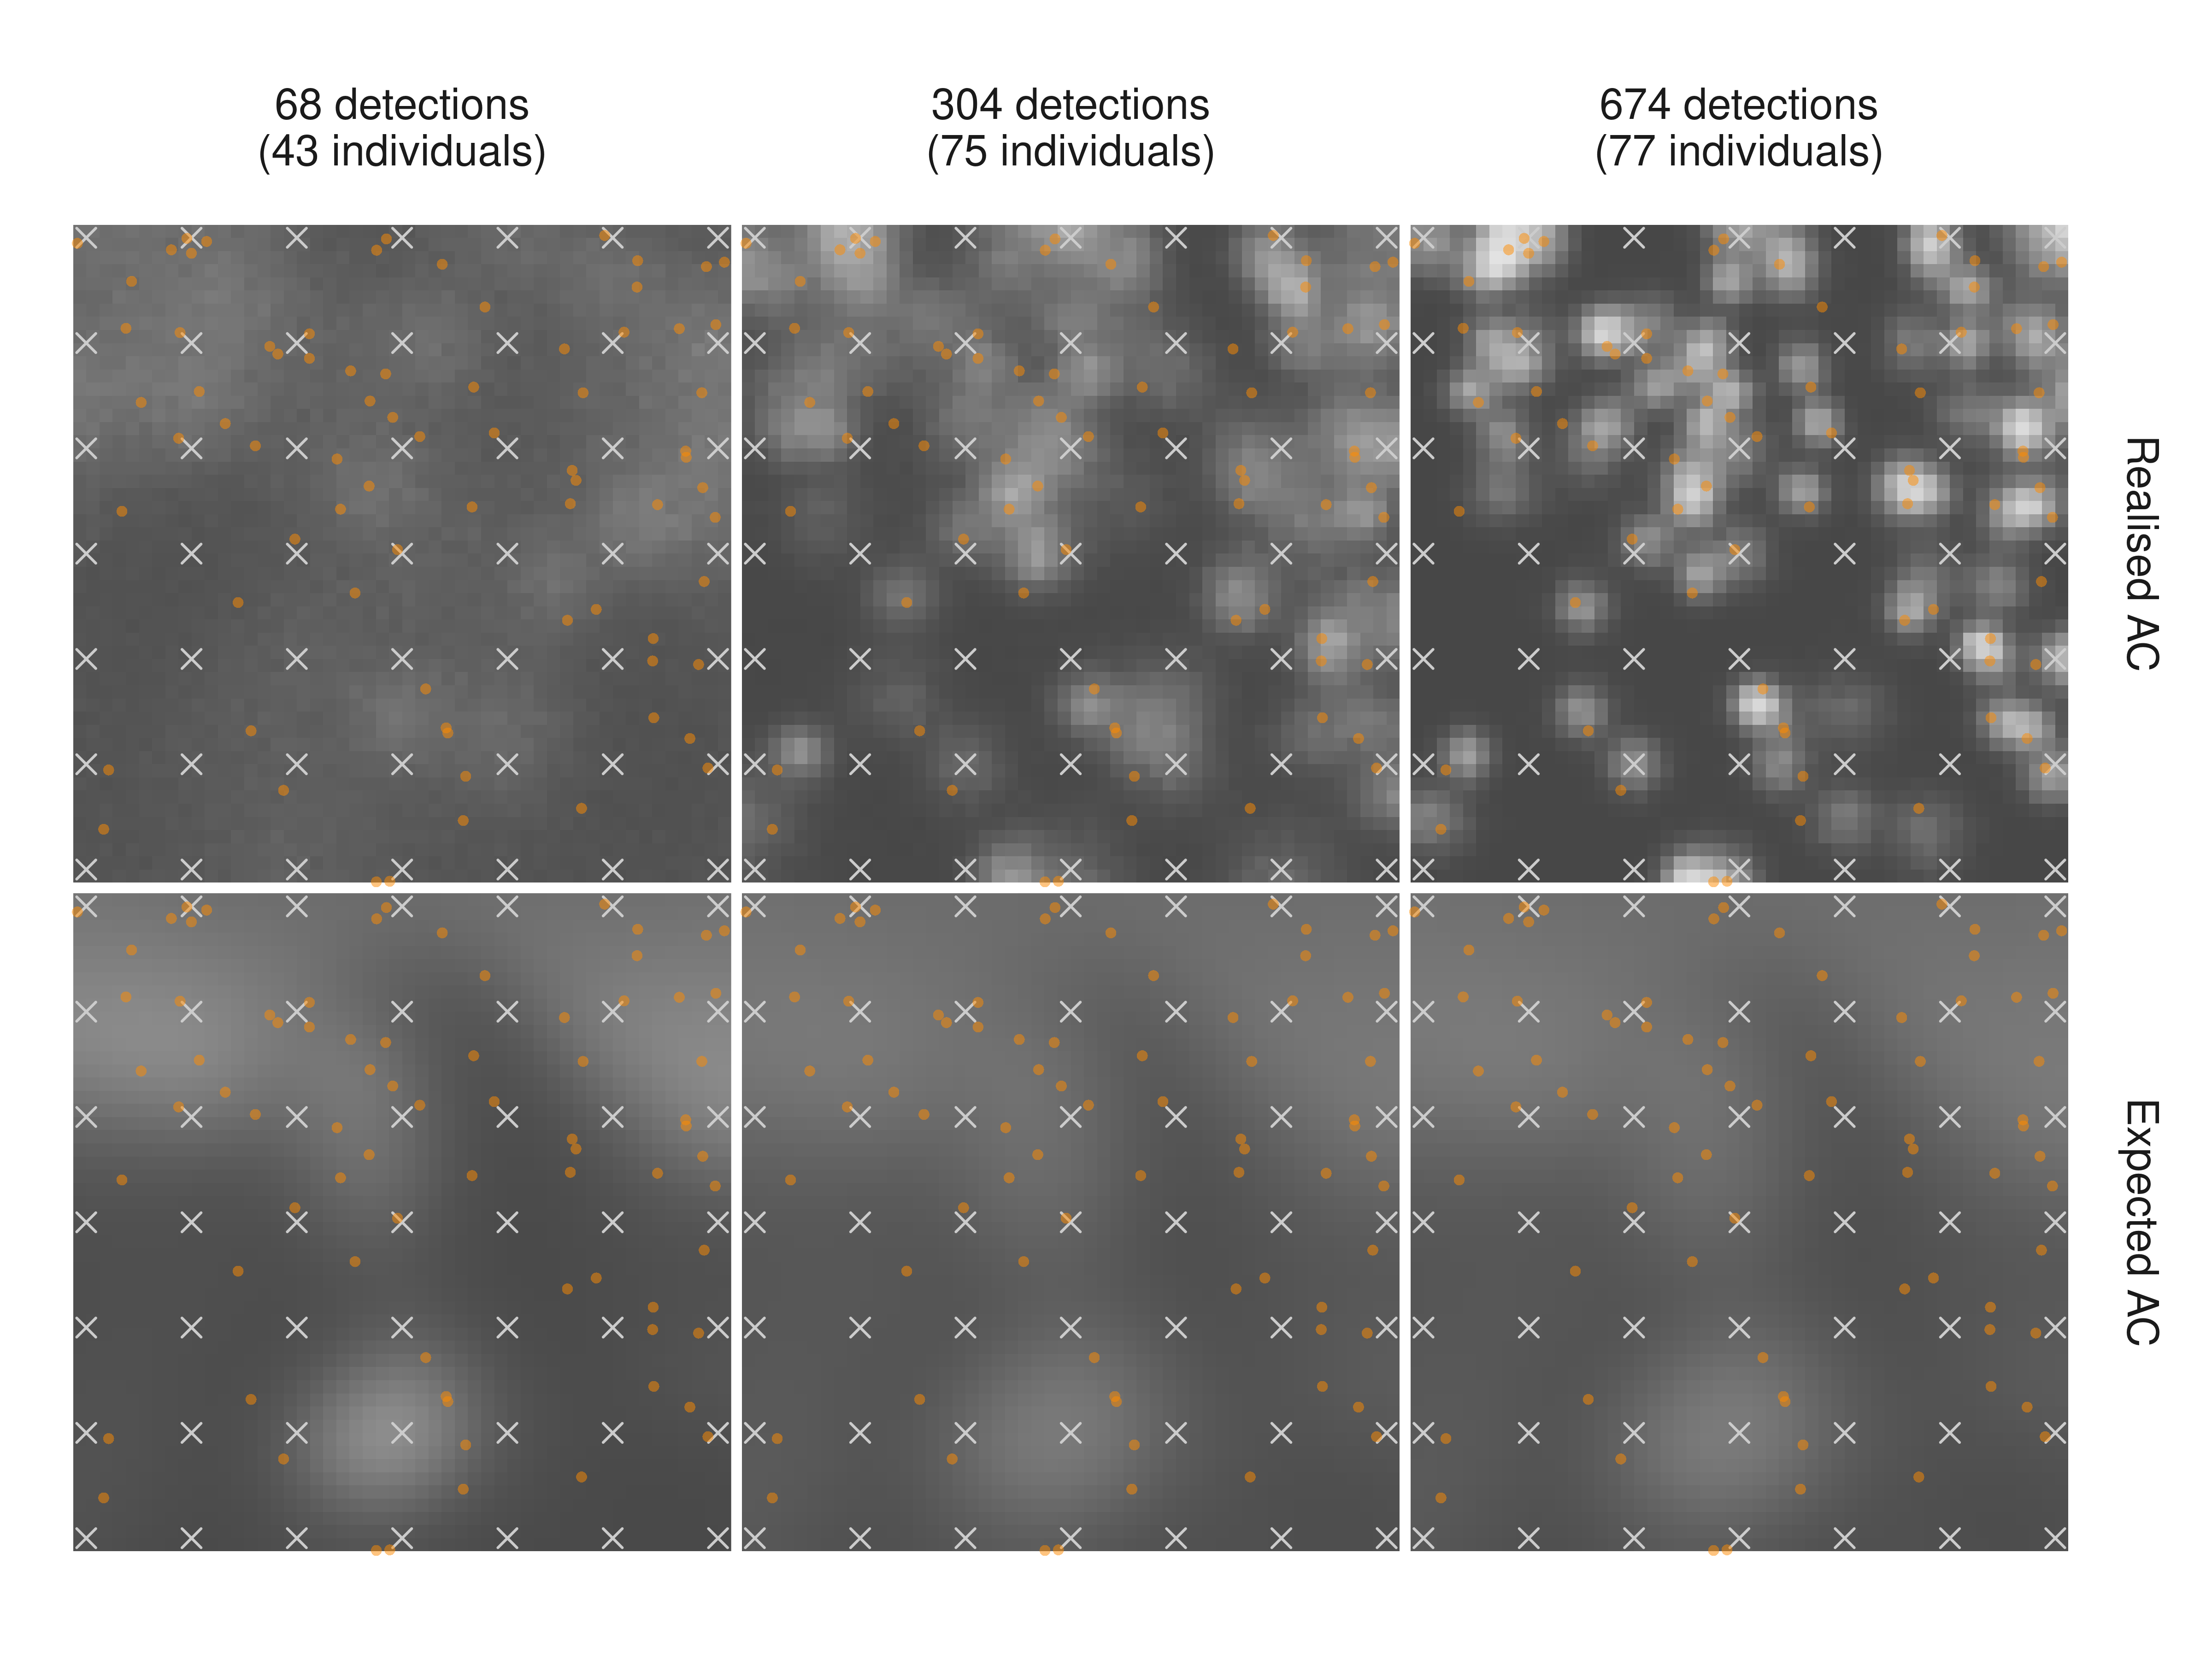 68 detections
(43 individuals)
304 detections
(75 individuals)
674 detections
(77 individuals)
Realised AC
Expected AC